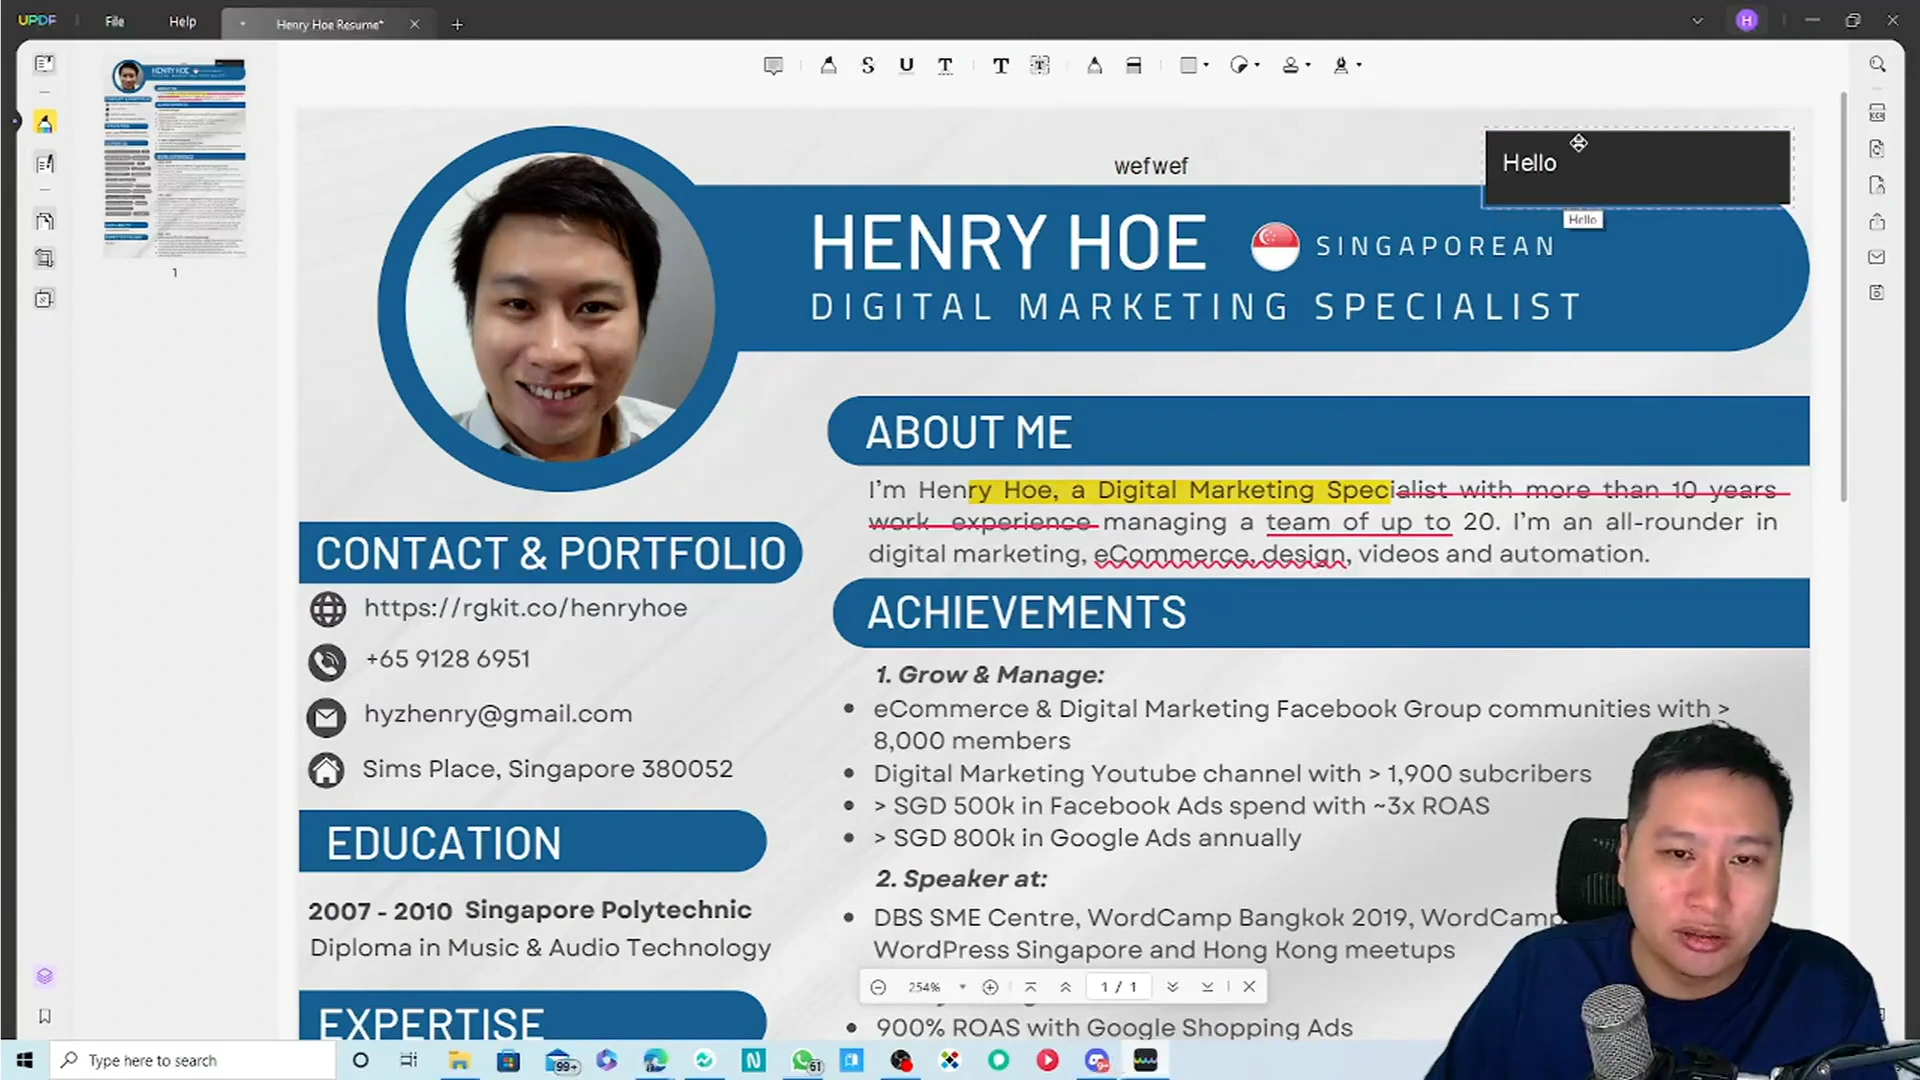 UPDF
File
Help
Henry Hoe Resume*
H
wefwef
Hello
Hello
HENRY HOE
SINGAPOREAN
DIGITAL MARKETING SPECIALIST
ABOUT ME
I'm Henry Hoe, a Digital Marketing Specialist with more than 10 years
work experience managing a team of up to 20. I'm an all-rounder in
digital marketing, eCommerce, design, videos and automation.
CONTACT & PORTFOLIO
https://rgkit.co/henryhoe
+65 9128 6951
hyzhenry@gmail.com
Sims Place, Singapore 380052
EDUCATION
2007 - 2010 Singapore Polytechnic
Diploma in Music & Audio Technology
EXPERTISE
ACHIEVEMENTS
1. Grow & Manage:
eCommerce & Digital Marketing Facebook Group communities with >
8,000 members
Digital Marketing Youtube channel with > 1,900 subcribers
> SGD 500k in Facebook Ads spend with ~3x ROAS
> SGD 800k in Google Ads annually
2. Speaker at:
DBS SME Centre, WordCamp Bangkok 2019, WordCamp
WordPress Singapore and Hong Kong meetups
900% ROAS with Google Shopping Ads
1
254%
1 / 1
Type here to search
99+
61